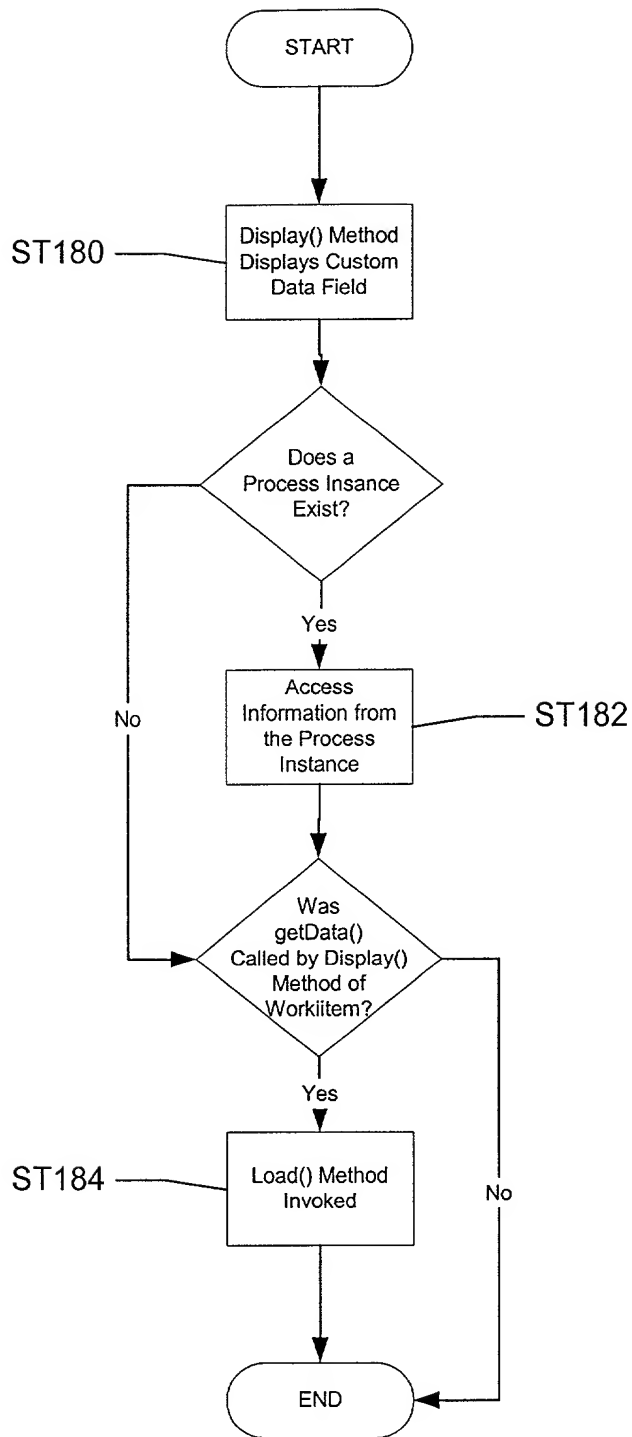 START
ST180
Display() Method
Displays Custom
Data Field
Does a
Process Insance
Exist?
Yes
No
Access
Information from
the Process
Instance
ST182
Was
getData()
Called by Display()
Method of
Workiitem?
Yes
ST184
Load() Method
Invoked
No
END